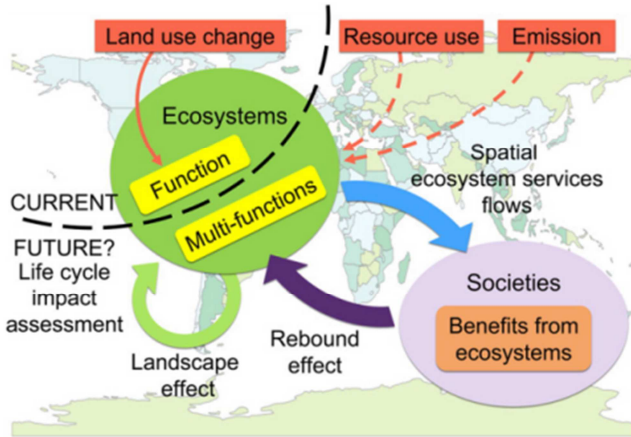 Land use change
Resource use
Emission
Ecosystems
Function
Multi-functions
Spatial
ecosystem services
flows
CURRENT
FUTURE?
Life cycle
impact
assessment
Landscape
effect
Rebound
effect
Societies
Benefits from
ecosystems